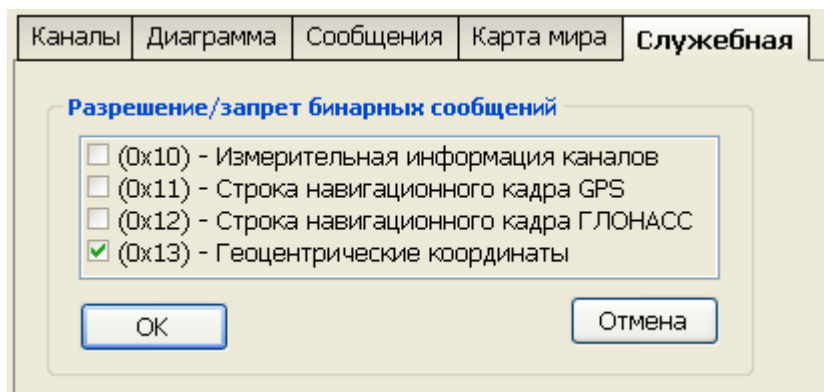 Каналы Диаграмма Сообщения Карта мира Служебная
Разрешение/запрет бинарных сообщений
(0x10) - Измерительная информация каналов
(0x11) - Строка навигационного кадра GPS
(0x12) - Строка навигационного кадра ГЛОНАСС
(0x13) - Геоцентрические координаты
OK Отмена